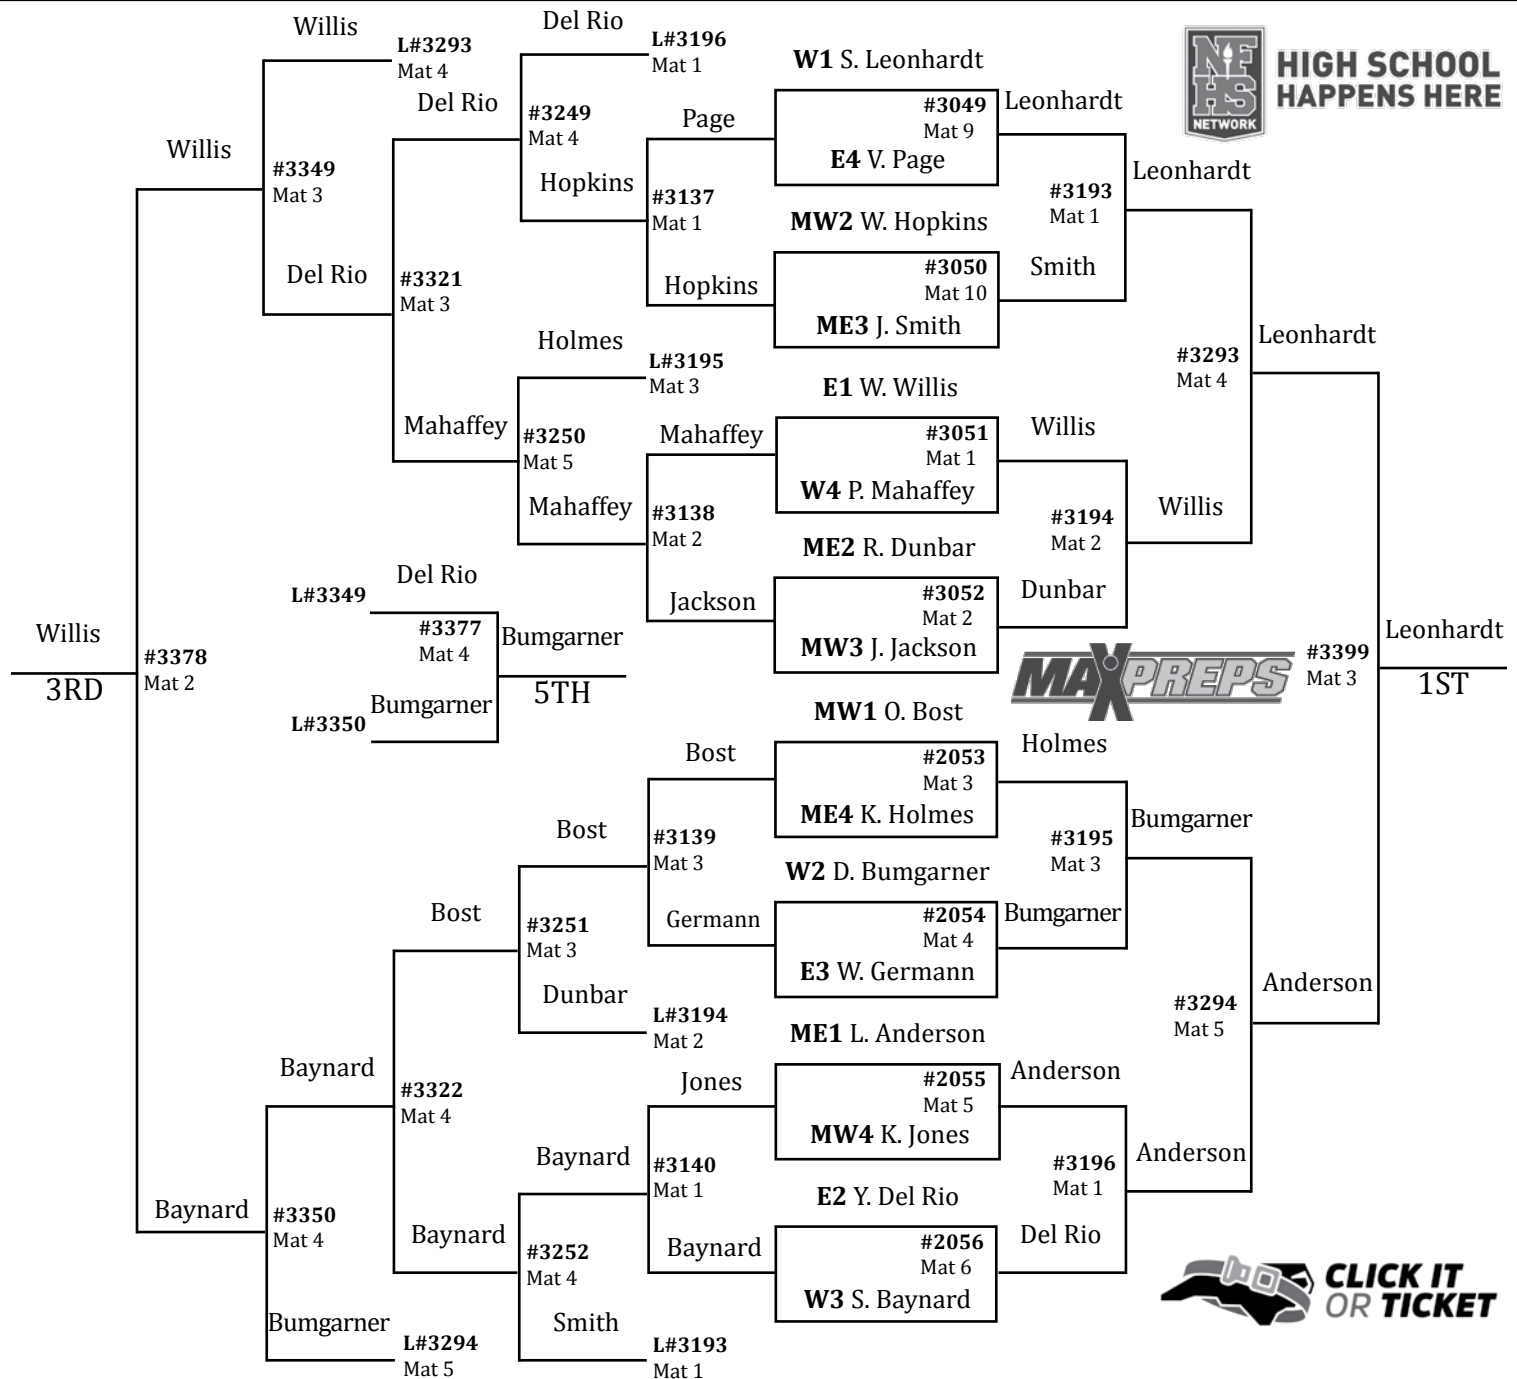 Willis
L#3293
Mat 4
Del Rio
L#3196
Mat 1
W1 S. Leonhardt
NFHS
NETWORK
HIGH SCHOOL
HAPPENS HERE
Del Rio
#3249
Mat 4
Page
#3049
Mat 9
Leonhardt
Willis
#3349
Mat 3
Hopkins
#3137
Mat 1
E4 V. Page
Leonhardt
#3193
Mat 1
MW2 W. Hopkins
Del Rio
#3321
Mat 3
Hopkins
#3050
Mat 10
Smith
ME3 J. Smith
Holmes
L#3195
Mat 3
Leonhardt
#3293
Mat 4
E1 W. Willis
Mahaffey
#3250
Mat 5
Mahaffey
#3051
Mat 1
Willis
Mahaffey
#3138
Mat 2
W4 P. Mahaffey
#3194
Mat 2
Willis
ME2 R. Dunbar
Del Rio
L#3349
Jackson
#3052
Mat 2
Dunbar
Willis
3RD
#3378
Mat 2
#3377
Mat 4
Bumgarner
5TH
MW3 J. Jackson
MAXPREPS
#3399
Mat 3
Leonhardt
1ST
Bumgarner
L#3350
MW1 O. Bost
Bost
#2053
Mat 3
Holmes
Bost
#3139
Mat 3
ME4 K. Holmes
#3195
Mat 3
Bumgarner
W2 D. Bumgarner
Bost
#3251
Mat 3
Germann
#2054
Mat 4
Bumgarner
E3 W. Germann
Dunbar
L#3194
Mat 2
Anderson
#3294
Mat 5
ME1 L. Anderson
Baynard
#3322
Mat 4
Jones
#2055
Mat 5
Anderson
MW4 K. Jones
Baynard
#3140
Mat 1
#3196
Mat 1
Anderson
E2 Y. Del Rio
Baynard
#3350
Mat 4
Baynard
#3252
Mat 4
Baynard
#2056
Mat 6
Del Rio
W3 S. Baynard
CLICK IT
OR TICKET
Bumgarner
L#3294
Mat 5
Smith
L#3193
Mat 1